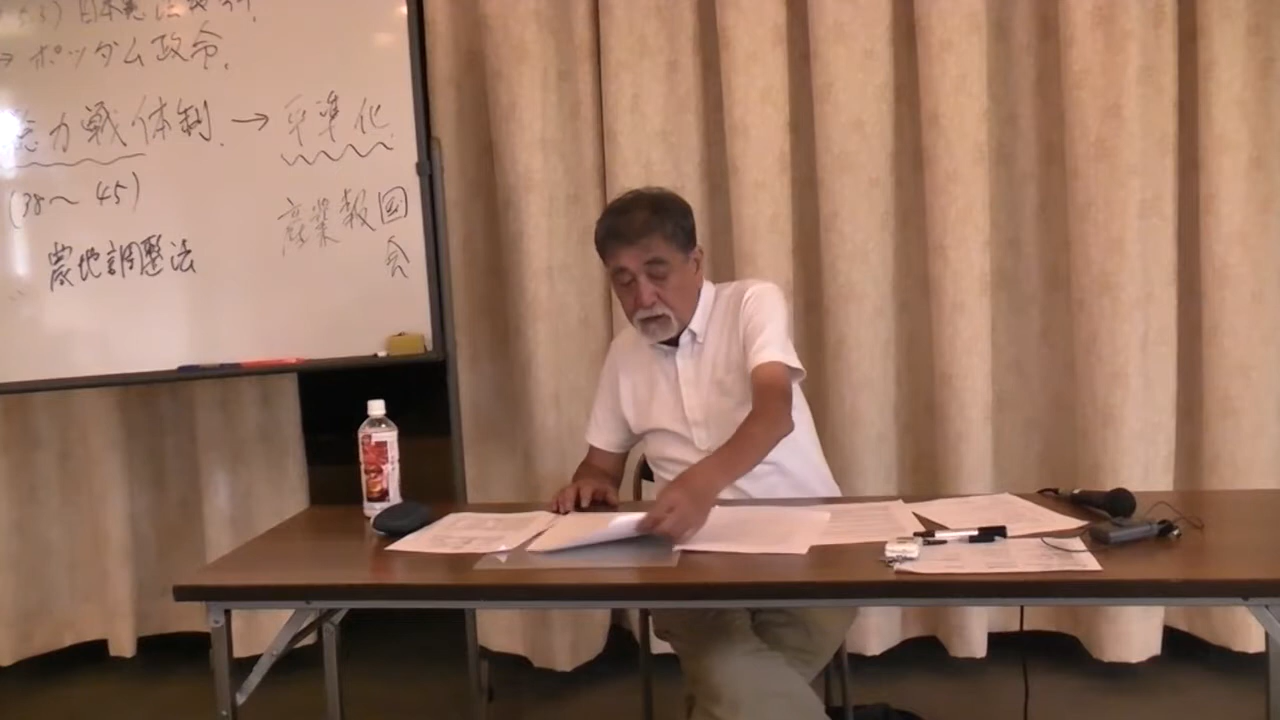 日本憲法
→ ポツダム政令.
総力戦体制. → 平準化.
(38〜45)
産業報国
会
農地調整法